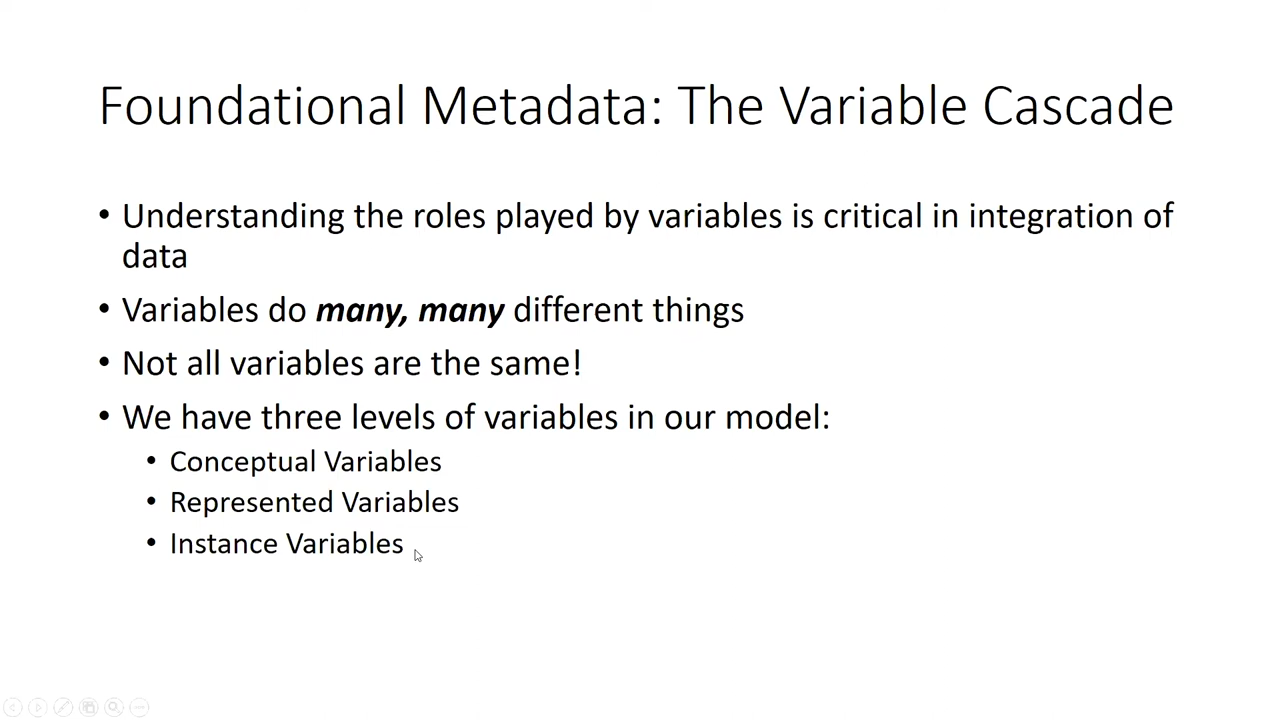 Foundational Metadata: The Variable Cascade
• Understanding the roles played by variables is critical in integration of
data
• Variables do many, many different things
• Not all variables are the same!
• We have three levels of variables in our model:
• Conceptual Variables
• Represented Variables
• Instance Variables